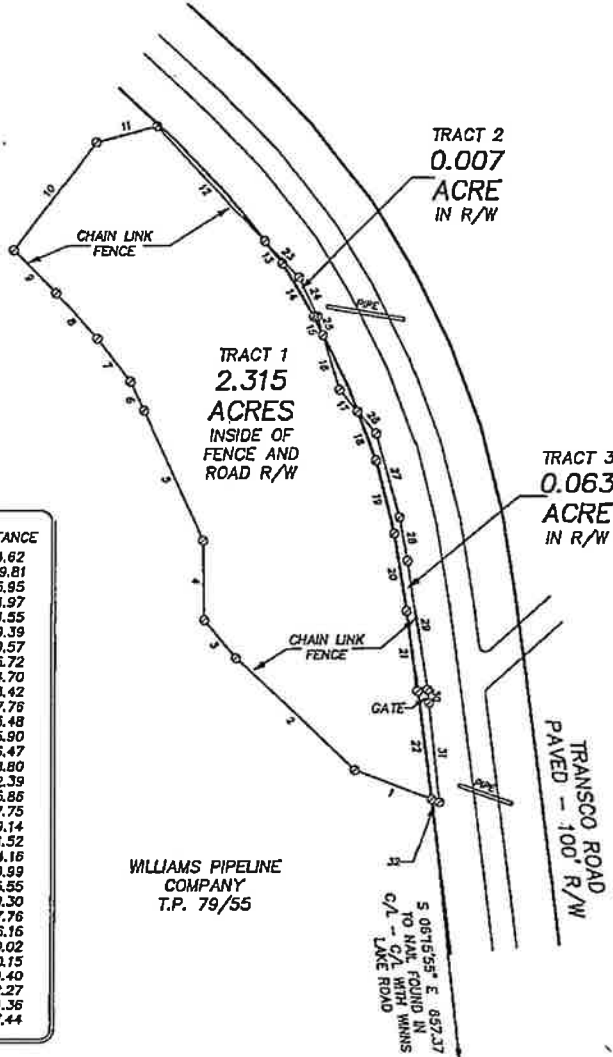 TRACT 2
0.007
ACRE
IN R/W
CHAIN LINK
FENCE
11
10
12
9
8
7
6
5
4
3
2
1
13
14
15
16
17
18
19
20
21
22
23
24
25
26
27
28
29
30
31
32
PIPE
TRACT 1
2.315
ACRES
INSIDE OF
FENCE AND
ROAD R/W
TRACT 3
0.063
ACRE
IN R/W
CHAIN LINK
FENCE
GATE
PIPE
TRANSCO ROAD
PAVED - 100' R/W
WILLIAMS PIPELINE
COMPANY
T.P. 79/55
S 06°15'55" E 857.37
TO NAIL FOUND IN
C/L - C/L WITH WINNS
LAKE ROAD
TANCE
.62
9.81
.95
.97
.55
.39
.57
.72
.70
.42
.76
.48
.90
.47
.80
2.39
.86
.75
.14
.52
.16
.99
.55
.30
.76
.16
.02
.15
.40
.27
.36
.44